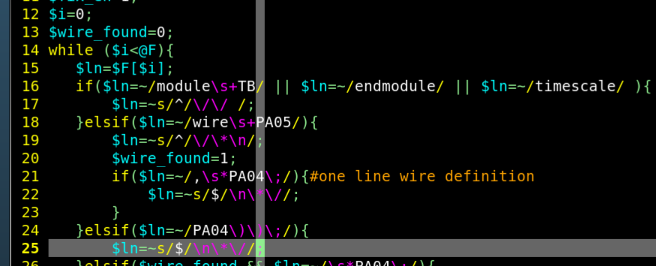 12 $i=0;
13 $wire_found=0;
14 while ($i<@F){
15 $ln=$F[$i];
16 if($ln=~/module\s+TB/ || $ln=~/endmodule/ || $ln=~/timescale/ ){
17 $ln=~s/^/\/\/ /;
18 }elsif($ln=~/wire\s+PA05/){
19 $ln=~s/^/\/\*\n/;
20 $wire_found=1;
21 if($ln=~/,\s*PA04\;/){#one line wire definition
22 $ln=~s/$/\n\*\//;
23 }
24 }elsif($ln=~/PA04\)\)\;/){
25 $ln=~s/$/\n\*\//;
26 }elsif($wire_found && $ln=~/\s*PA04\;/){